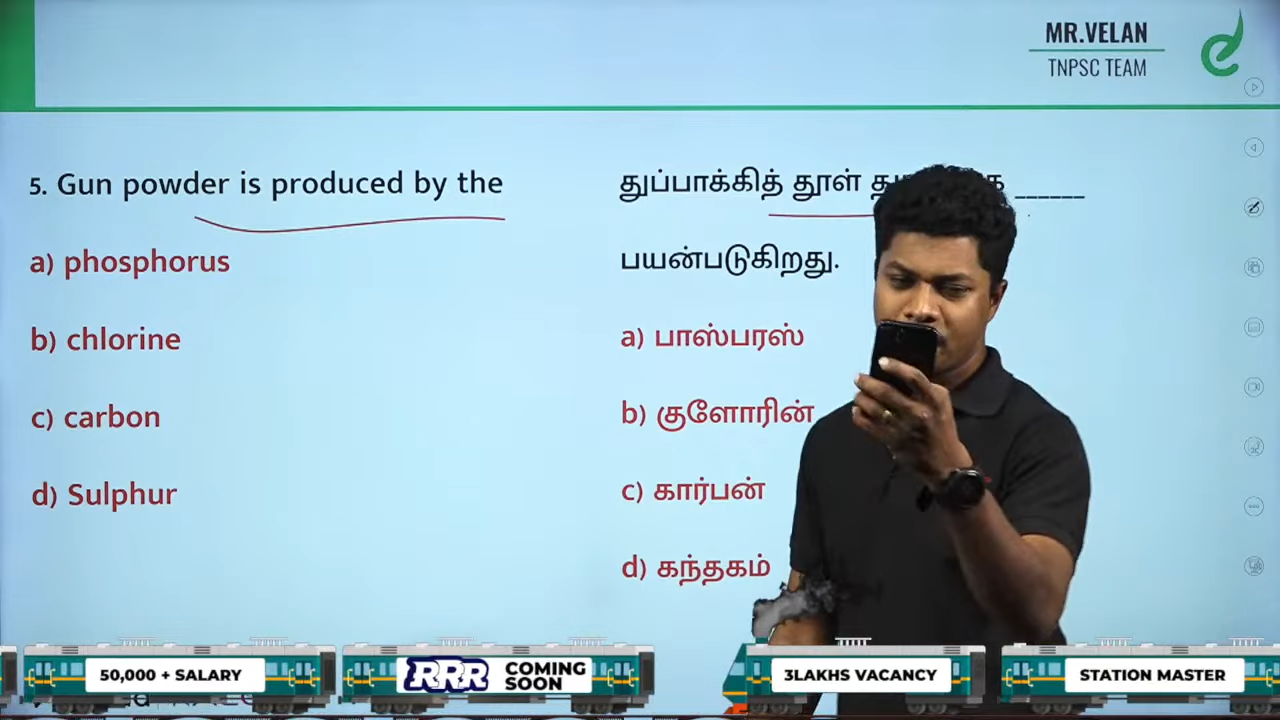 MR.VELAN
TNPSC TEAM
5. Gun powder is produced by the
a) phosphorus
b) chlorine
c) carbon
d) Sulphur
துப்பாக்கித் தூள் ______
பயன்படுகிறது.
a) பாஸ்பரஸ்
b) குளோரின்
c) கார்பன்
d) கந்தகம்
50,000 + SALARY
RRR COMING SOON
3LAKHS VACANCY
STATION MASTER